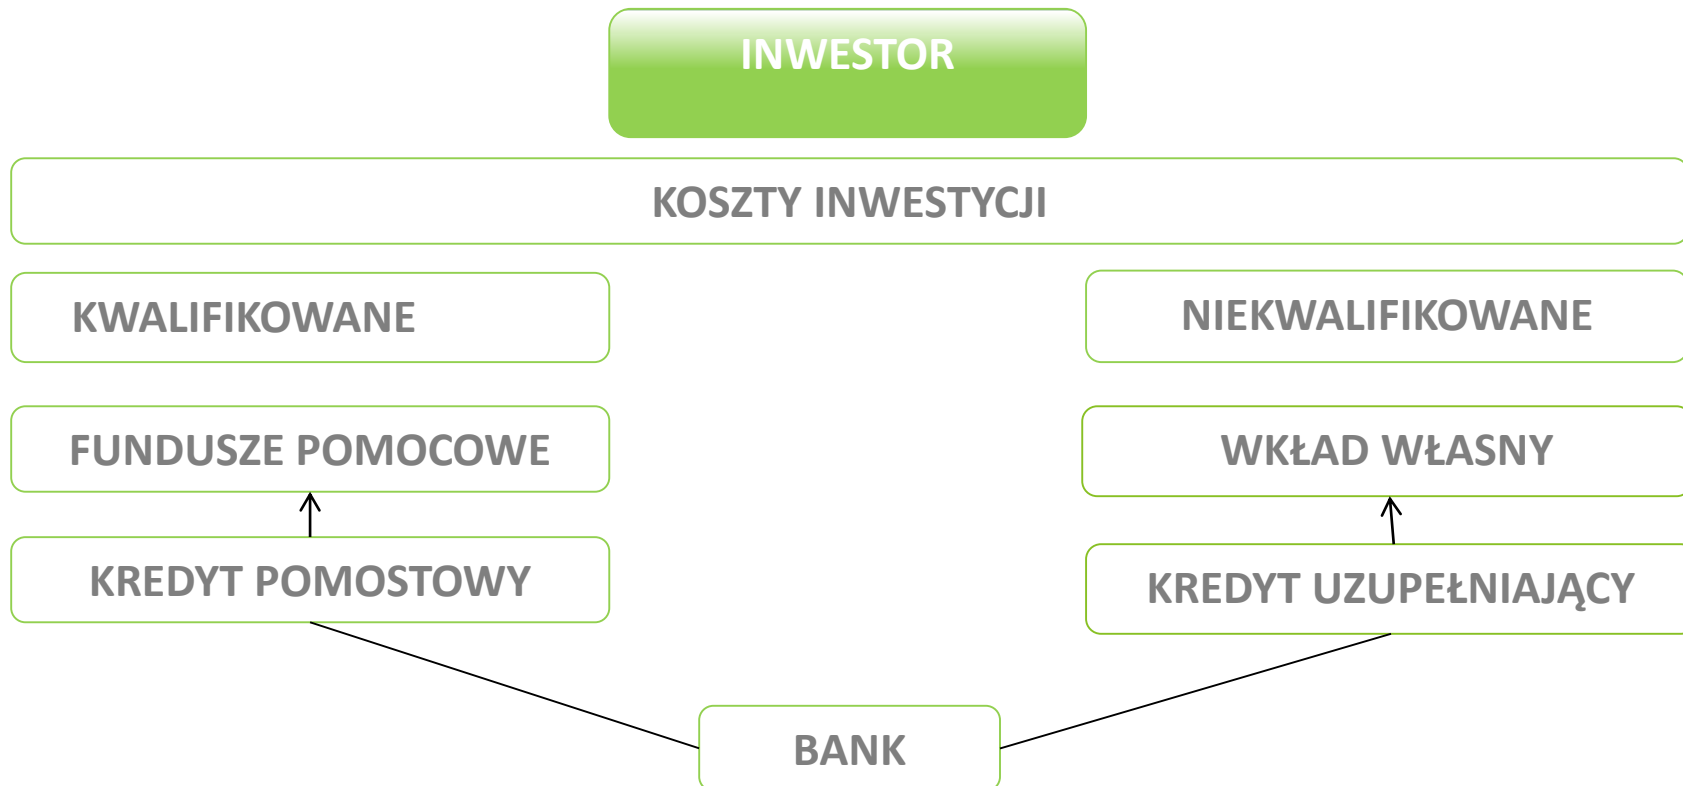 INWESTOR
KOSZTY INWESTYCJI
KWALIFIKOWANE
NIEKWALIFIKOWANE
FUNDUSZE POMOCOWE
WKŁAD WŁASNY
KREDYT POMOSTOWY
KREDYT UZUPEŁNIAJĄCY
BANK